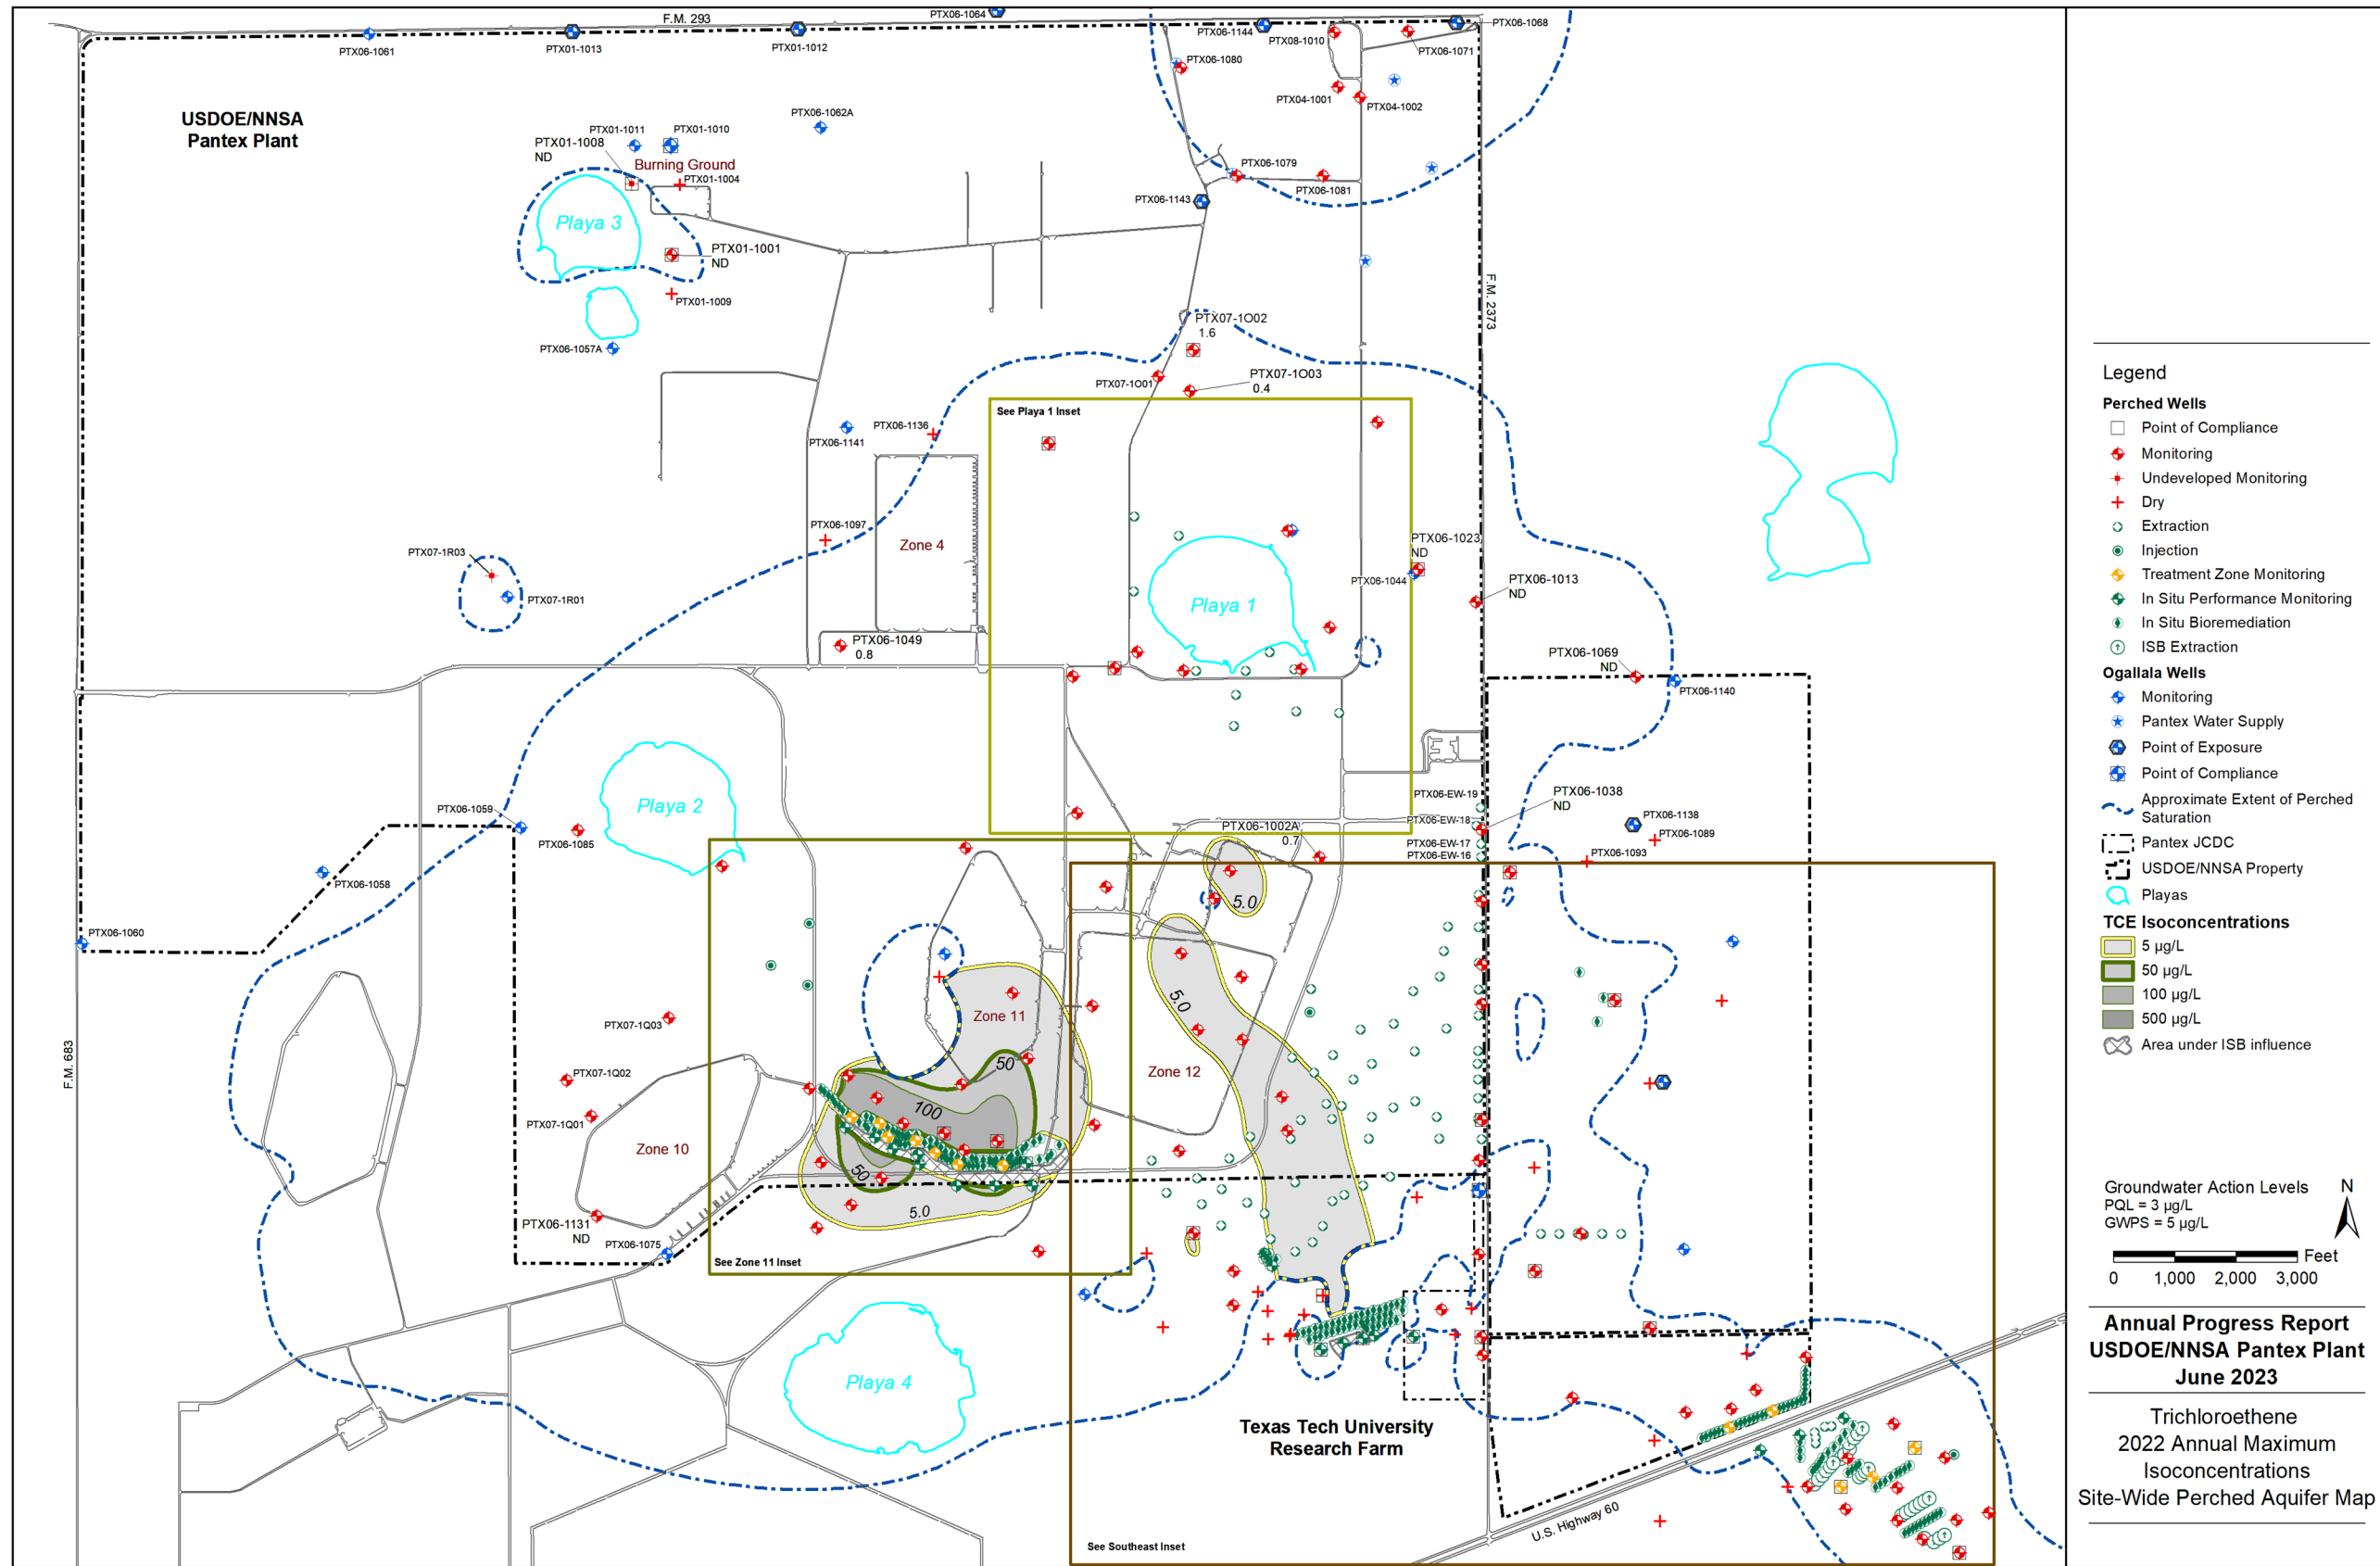 F.M. 293
PTX06-1064
PTX06-1061
PTX01-1013
PTX01-1012
PTX06-1144
PTX08-1010
PTX06-1068
PTX06-1071
PTX06-1080
PTX04-1001
PTX04-1002
USDOE/NNSA
Pantex Plant
PTX06-1062A
PTX01-1011
PTX01-1010
PTX01-1008
ND
Burning Ground
PTX01-1004
PTX06-1079
PTX06-1081
PTX06-1143
Playa 3
PTX01-1001
ND
PTX01-1009
F.M. 2373
PTX07-1O02
1.6
PTX06-1057A
PTX07-1O01
PTX07-1O03
0.4
See Playa 1 Inset
PTX06-1141
PTX06-1136
PTX06-1097
Zone 4
PTX06-1023
ND
PTX07-1R03
PTX07-1R01
PTX06-1044
PTX06-1013
ND
Playa 1
PTX06-1049
0.8
PTX06-1069
ND
PTX06-1140
PTX06-1059
Playa 2
PTX06-EW-19
PTX06-1038
ND
PTX06-1085
PTX06-EW-18
PTX06-1002A
0.7
PTX06-1138
PTX06-1089
PTX06-EW-17
PTX06-EW-16
PTX06-1093
PTX06-1058
PTX06-1060
5.0
5.0
Zone 11
PTX07-1Q03
F.M. 683
50
PTX07-1Q02
Zone 12
100
PTX07-1Q01
Zone 10
50
5.0
PTX06-1131
ND
PTX06-1075
See Zone 11 Inset
Playa 4
Texas Tech University
Research Farm
U.S. Highway 60
See Southeast Inset
Legend
Perched Wells
Point of Compliance
Monitoring
Undeveloped Monitoring
Dry
Extraction
Injection
Treatment Zone Monitoring
In Situ Performance Monitoring
In Situ Bioremediation
ISB Extraction
Ogallala Wells
Monitoring
Pantex Water Supply
Point of Exposure
Point of Compliance
Approximate Extent of Perched
Saturation
Pantex JCDC
USDOE/NNSA Property
Playas
TCE Isoconcentrations
5 µg/L
50 µg/L
100 µg/L
500 µg/L
Area under ISB influence
Groundwater Action Levels
PQL = 3 µg/L
GWPS = 5 µg/L
N
Feet
0 1,000 2,000 3,000
Annual Progress Report
USDOE/NNSA Pantex Plant
June 2023
Trichloroethene
2022 Annual Maximum
Isoconcentrations
Site-Wide Perched Aquifer Map